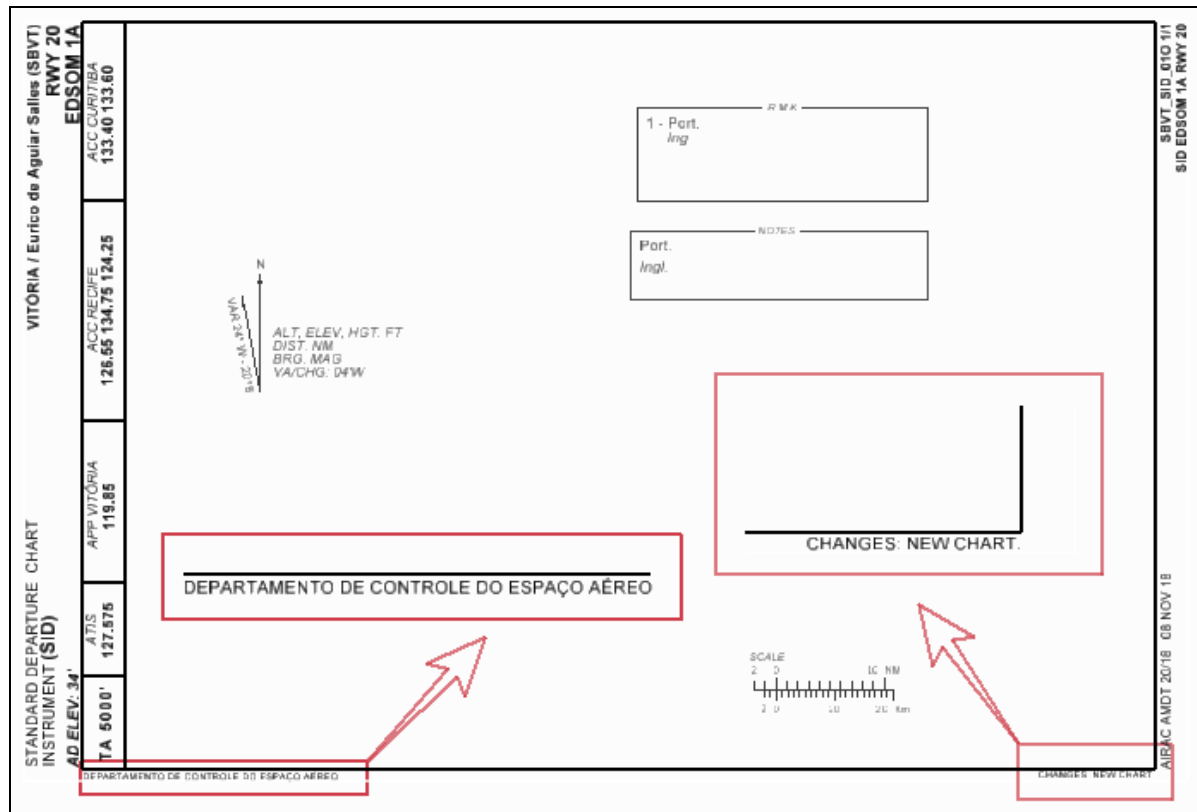 VITÓRIA / Eurico de Aguiar Salles (SBVT)
RWY 20
EDSOM 1A
ACC CURITIBA
133.40 133.60
ACC RECIFE
126.55 134.75 124.25
APP VITÓRIA
119.85
ATIS
127.575
TA 5000'
STANDARD DEPARTURE CHART
INSTRUMENT (SID)
AD ELEV: 34'
RMK
1 - Port.
Ing
NOTES
Port.
Ingl.
N
ALT, ELEV, HGT. FT
DIST. NM
BRG. MAG
VA/CHG: 04'W
CHANGES: NEW CHART.
DEPARTAMENTO DE CONTROLE DO ESPAÇO AÉREO
SCALE
2 0 10 NM
2 0 10 20 Km
SBVT_SID_01O 1/1
SID EDSOM 1A RWY 20
AIRAC AMDT 20/18 08 NOV 18
DEPARTAMENTO DE CONTROLE DO ESPAÇO AÉREO
CHANGES: NEW CHART